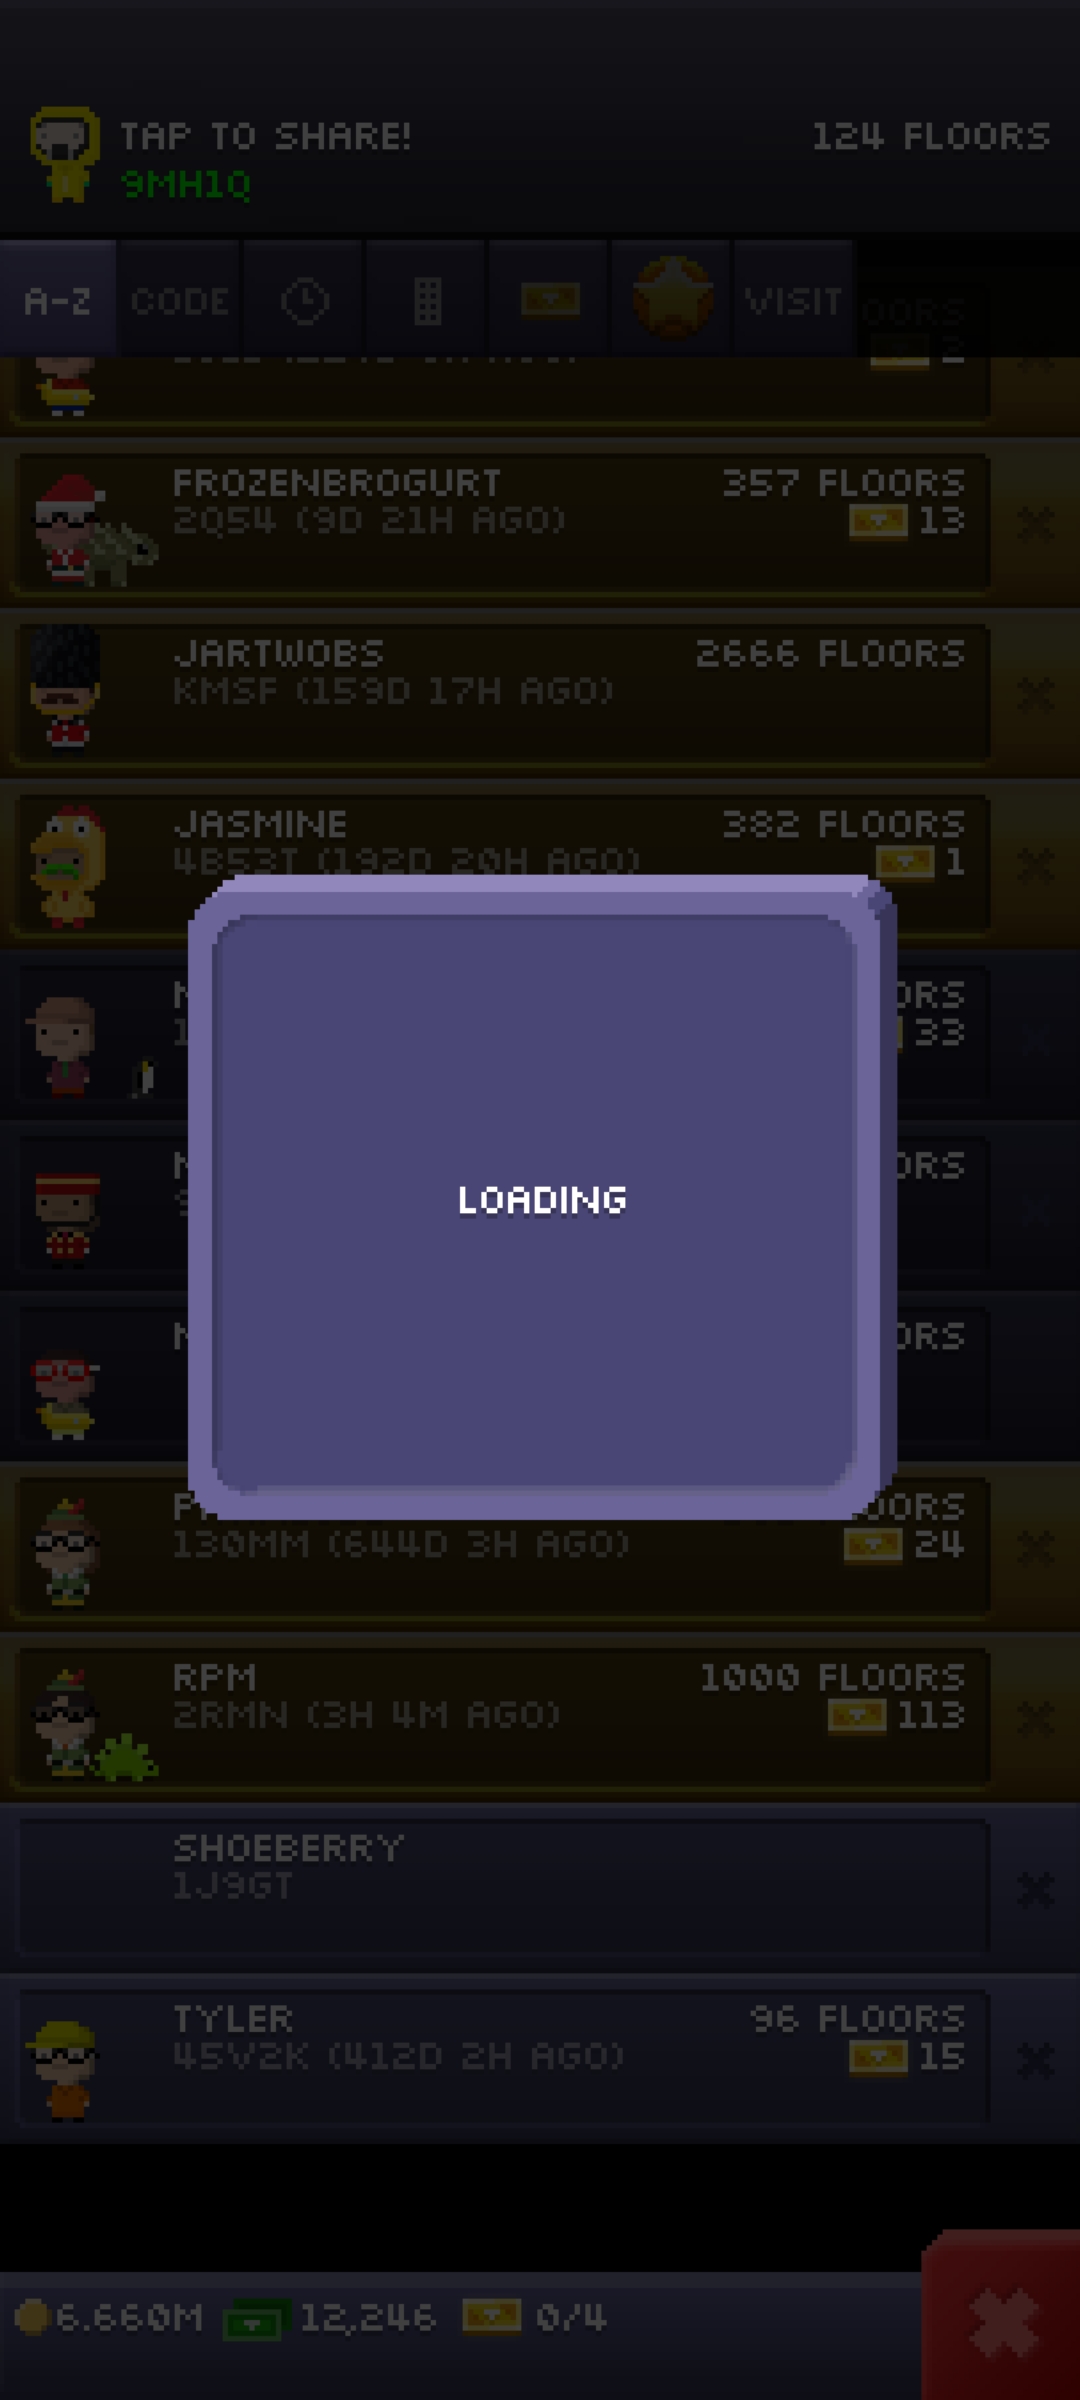 TAP TO SHARE!
124 FLOORS
9MH1Q
A-Z
CODE
VISIT
FROZENBROGURT
357 FLOORS
2Q54 (9D 21H AGO)
13
JARTWOBS
2666 FLOORS
KMSF (159D 17H AGO)
JASMINE
382 FLOORS
4B53T (192D 20H AGO)
1
33
LOADING
130MM (644D 3H AGO)
24
RPM
1000 FLOORS
2RMN (3H 4M AGO)
113
SHOEBERRY
1J9GT
TYLER
96 FLOORS
45V2K (412D 2H AGO)
15
6.660M
12,246
0/4